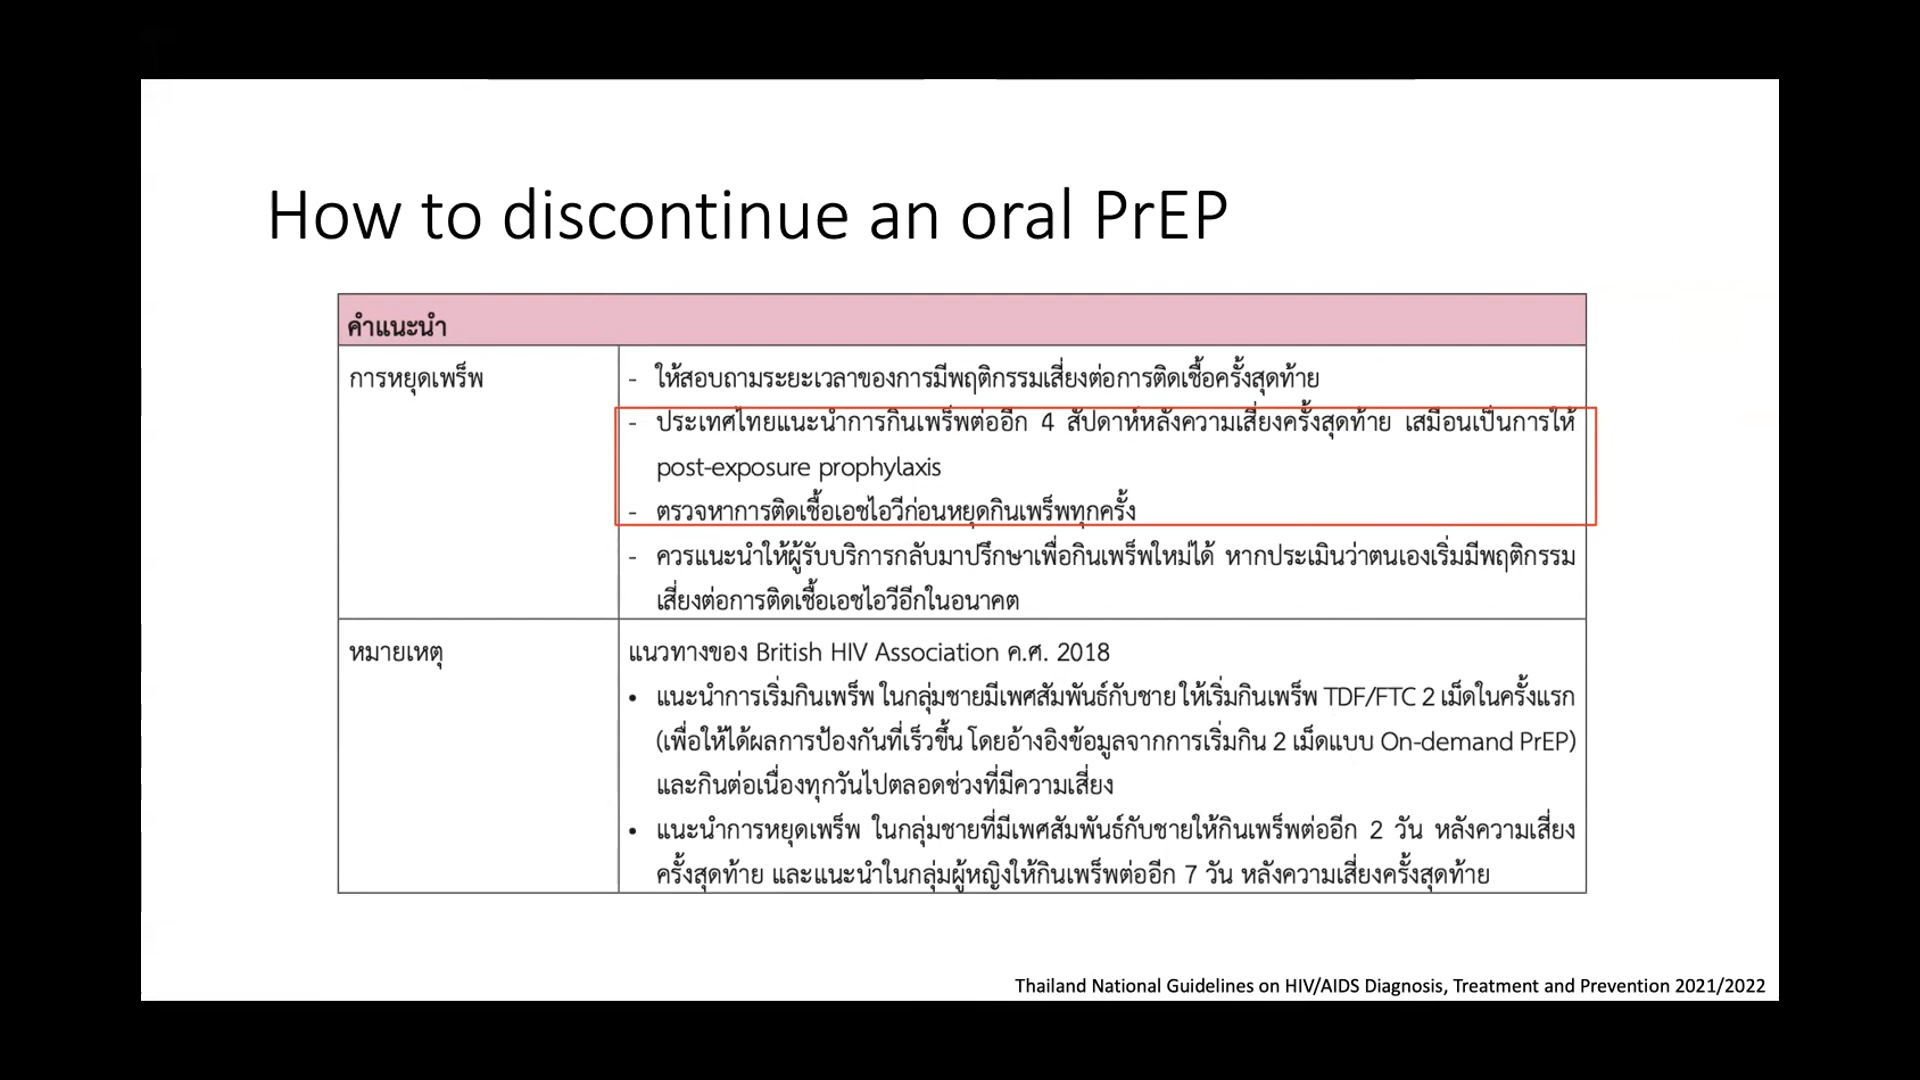 How to discontinue an oral PrEP
คำแนะนำ
การหยุดเพร็พ
- ให้สอบถามระยะเวลาของการมีพฤติกรรมเสี่ยงต่อการติดเชื้อครั้งสุดท้าย
- ประเทศไทยแนะนำการกินเพร็พต่ออีก 4 สัปดาห์หลังความเสี่ยงครั้งสุดท้าย เสมือนเป็นการให้
post-exposure prophylaxis
- ตรวจหาการติดเชื้อเอชไอวีก่อนหยุดกินเพร็พทุกครั้ง
- ควรแนะนำให้ผู้รับบริการกลับมาปรึกษาเพื่อกินเพร็พใหม่ได้ หากประเมินว่าตนเองเริ่มมีพฤติกรรม
เสี่ยงต่อการติดเชื้อเอชไอวีอีกในอนาคต
หมายเหตุ
แนวทางของ British HIV Association ค.ศ. 2018
• แนะนำการเริ่มกินเพร็พ ในกลุ่มชายมีเพศสัมพันธ์กับชาย ให้เริ่มกินเพร็พ TDF/FTC 2 เม็ดในครั้งแรก
(เพื่อให้ได้ผลการป้องกันที่เร็วขึ้น โดยอ้างอิงข้อมูลจากการเริ่มกิน 2 เม็ดแบบ On-demand PrEP)
และกินต่อเนื่องทุกวันไปตลอดช่วงที่มีความเสี่ยง
• แนะนำการหยุดเพร็พ ในกลุ่มชายที่มีเพศสัมพันธ์กับชายให้กินเพร็พต่ออีก 2 วัน หลังความเสี่ยง
ครั้งสุดท้าย และแนะนำในกลุ่มผู้หญิงให้กินเพร็พต่ออีก 7 วัน หลังความเสี่ยงครั้งสุดท้าย
Thailand National Guidelines on HIV/AIDS Diagnosis, Treatment and Prevention 2021/2022